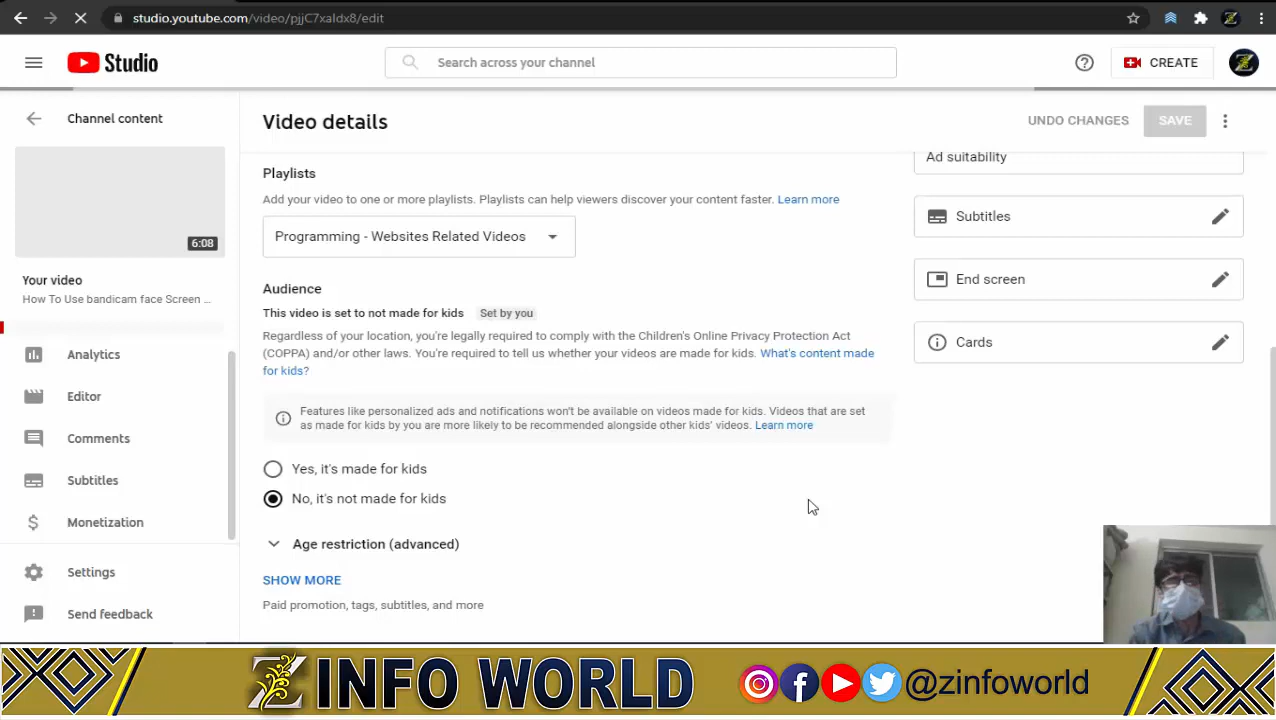 studio.youtube.com/video/pjjC7xaldx8/edit
Studio
Search across your channel
CREATE
Channel content
Video details
UNDO CHANGES
SAVE
6:08
Your video
How To Use bandicam face Screen ...
Analytics
Editor
Comments
Subtitles
Monetization
Settings
Send feedback
Playlists
Add your video to one or more playlists. Playlists can help viewers discover your content faster. Learn more
Programming - Websites Related Videos
Audience
This video is set to not made for kids Set by you
Regardless of your location, you're legally required to comply with the Children's Online Privacy Protection Act
(COPPA) and/or other laws. You're required to tell us whether your videos are made for kids. What's content made
for kids?
Features like personalized ads and notifications won't be available on videos made for kids. Videos that are set
as made for kids by you are more likely to be recommended alongside other kids' videos. Learn more
Yes, it's made for kids
No, it's not made for kids
Age restriction (advanced)
SHOW MORE
Paid promotion, tags, subtitles, and more
Ad suitability
Subtitles
End screen
Cards
Z INFO WORLD
@zinfoworld